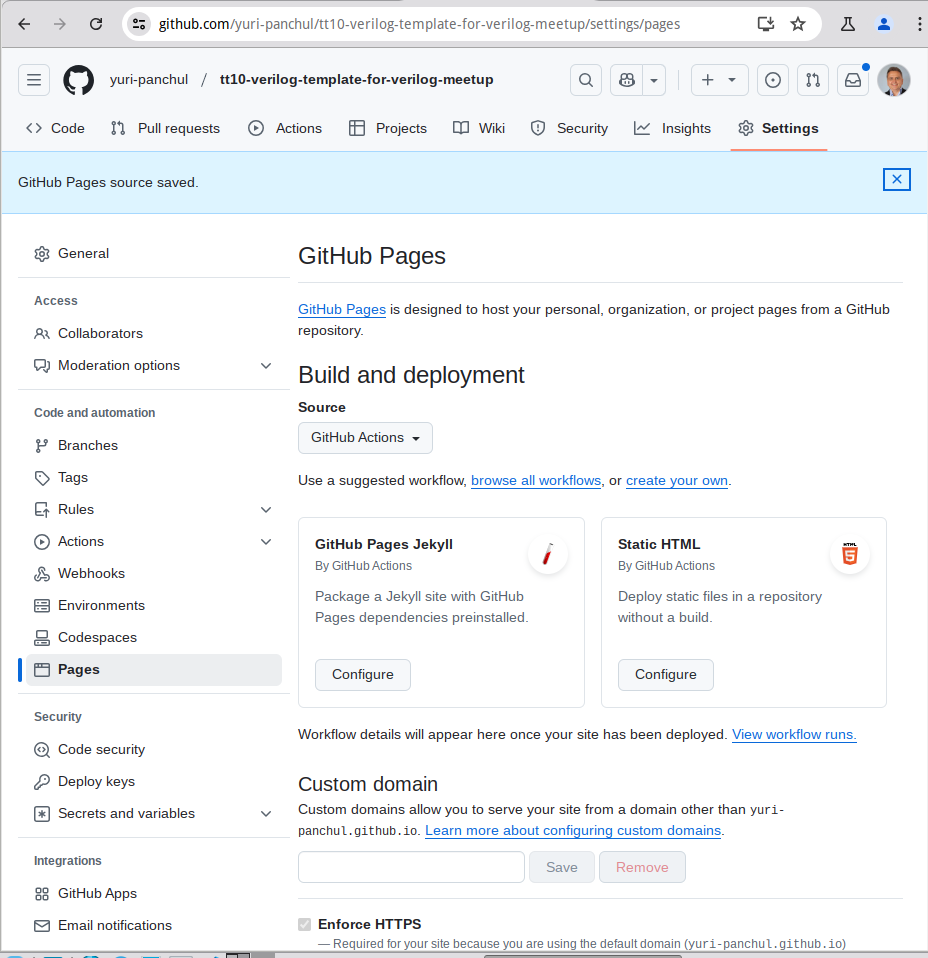 github.com/yuri-panchul/tt10-verilog-template-for-verilog-meetup/settings/pages
yuri-panchul / tt10-verilog-template-for-verilog-meetup
Code Pull requests Actions Projects Wiki Security Insights Settings
GitHub Pages source saved.
General
Access
Collaborators
Moderation options
Code and automation
Branches
Tags
Rules
Actions
Webhooks
Environments
Codespaces
Pages
Security
Code security
Deploy keys
Secrets and variables
Integrations
GitHub Apps
Email notifications
GitHub Pages
GitHub Pages is designed to host your personal, organization, or project pages from a GitHub
repository.
Build and deployment
Source
GitHub Actions
Use a suggested workflow, browse all workflows, or create your own.
GitHub Pages Jekyll
By GitHub Actions
Package a Jekyll site with GitHub
Pages dependencies preinstalled.
Configure
Static HTML
HTML
5
By GitHub Actions
Deploy static files in a repository
without a build.
Configure
Workflow details will appear here once your site has been deployed. View workflow runs.
Custom domain
Custom domains allow you to serve your site from a domain other than yuri-
panchul.github.io. Learn more about configuring custom domains.
Save Remove
Enforce HTTPS
— Required for your site because you are using the default domain (yuri-panchul.github.io)